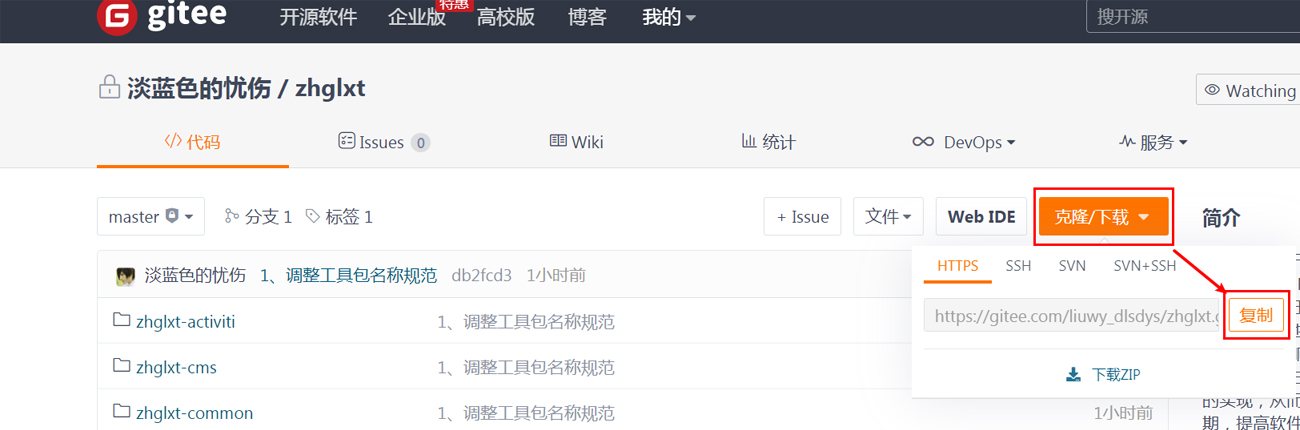 gitee 开源软件 企业版 特惠 高校版 博客 我的 搜开源
淡蓝色的忧伤 / zhglxt Watching
代码 Issues 0 Wiki 统计 DevOps 服务
master 分支 1 标签 1 + Issue 文件 Web IDE 克隆/下载 简介
淡蓝色的忧伤 1、调整工具包名称规范 db2fcd3 1小时前
HTTPS SSH SVN SVN+SSH
zhglxt-activiti 1、调整工具包名称规范
https://gitee.com/liuwy_dlsdys/zhglxt.g 复制
zhglxt-cms 1、调整工具包名称规范
下载ZIP
zhglxt-common 1、调整工具包名称规范 1小时前
的实现，从而
期，提高软件